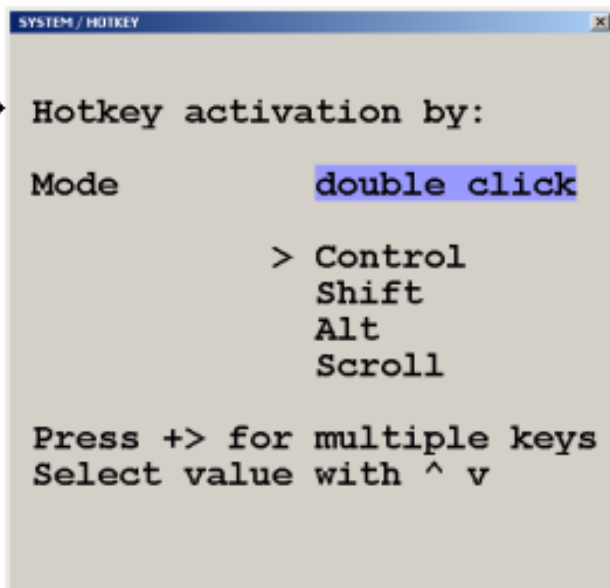 SYSTEM / HOTKEY
Hotkey activation by:
Mode double click
> Control
Shift
Alt
Scroll
Press +> for multiple keys
Select value with ^ v